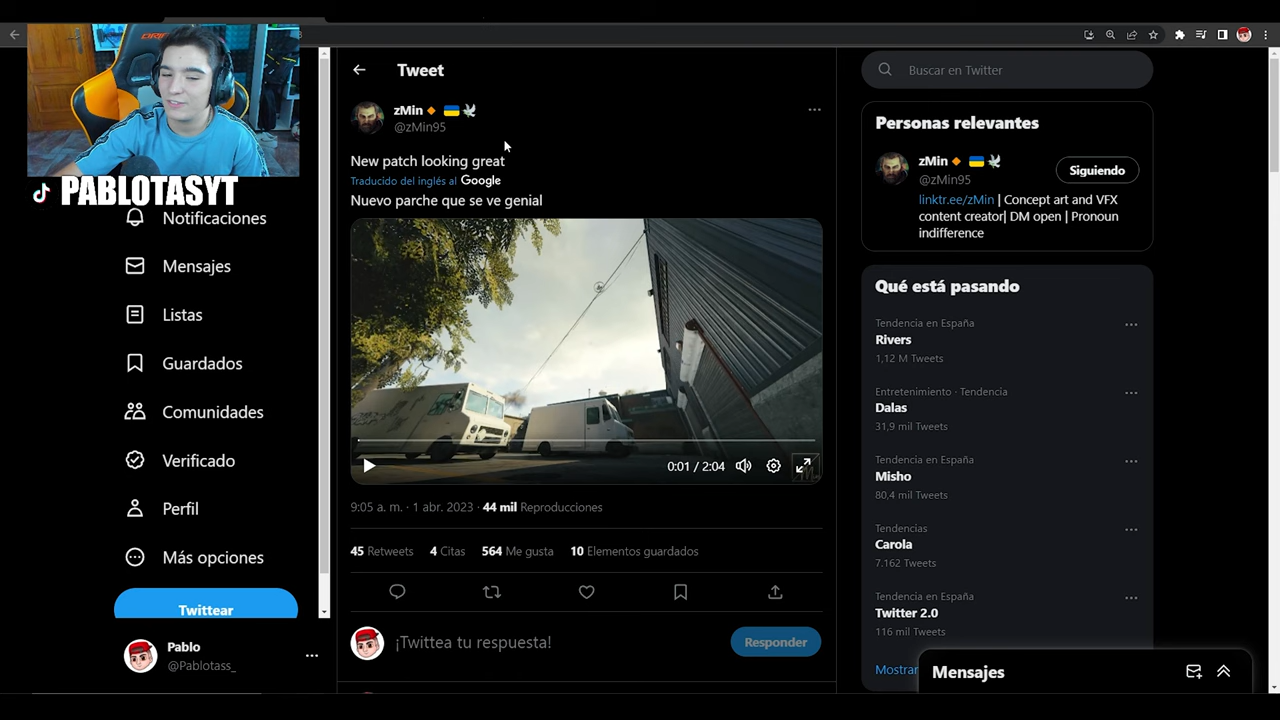 PABLOTASYT
Notificaciones
Mensajes
Listas
Guardados
Comunidades
Verificado
Perfil
Más opciones
Twittear
Pablo
@Pablotass_
Tweet
zMin
@zMin95
New patch looking great
Traducido del inglés al Google
Nuevo parche que se ve genial
0:01 / 2:04
9:05 a. m. · 1 abr. 2023 · 44 mil Reproducciones
45 Retweets 4 Citas 564 Me gusta 10 Elementos guardados
¡Twittea tu respuesta!
Responder
Buscar en Twitter
Personas relevantes
zMin
@zMin95
Siguiendo
linktr.ee/zMin | Concept art and VFX
content creator| DM open | Pronoun
indifference
Qué está pasando
Tendencia en España
Rivers
1,12 M Tweets
Entretenimiento · Tendencia
Dalas
31,9 mil Tweets
Tendencia en España
Misho
80,4 mil Tweets
Tendencias
Carola
7.162 Tweets
Tendencia en España
Twitter 2.0
116 mil Tweets
Mostrar
Mensajes